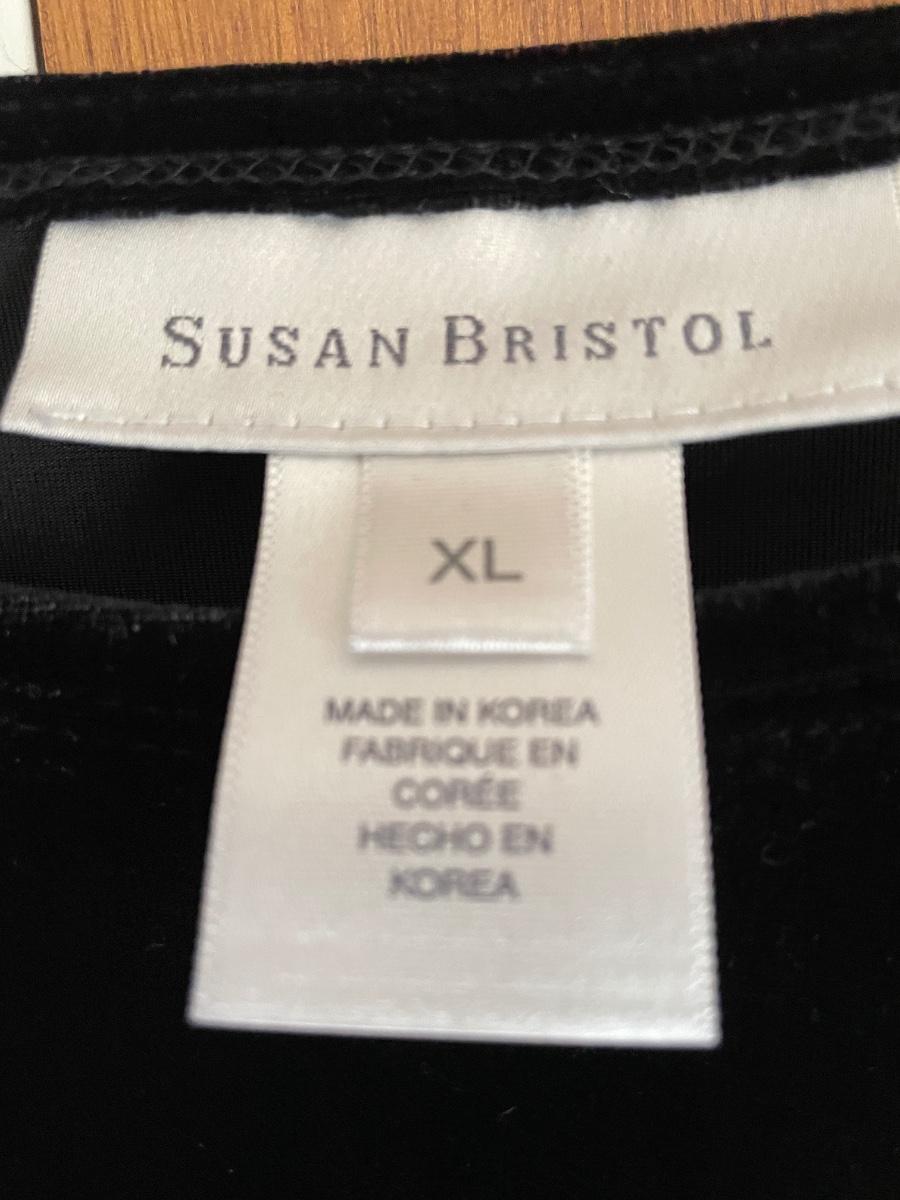 SUSAN BRISTOL
XL
MADE IN KOREA
FABRIQUE EN
CORÉE
HECHO EN
KOREA